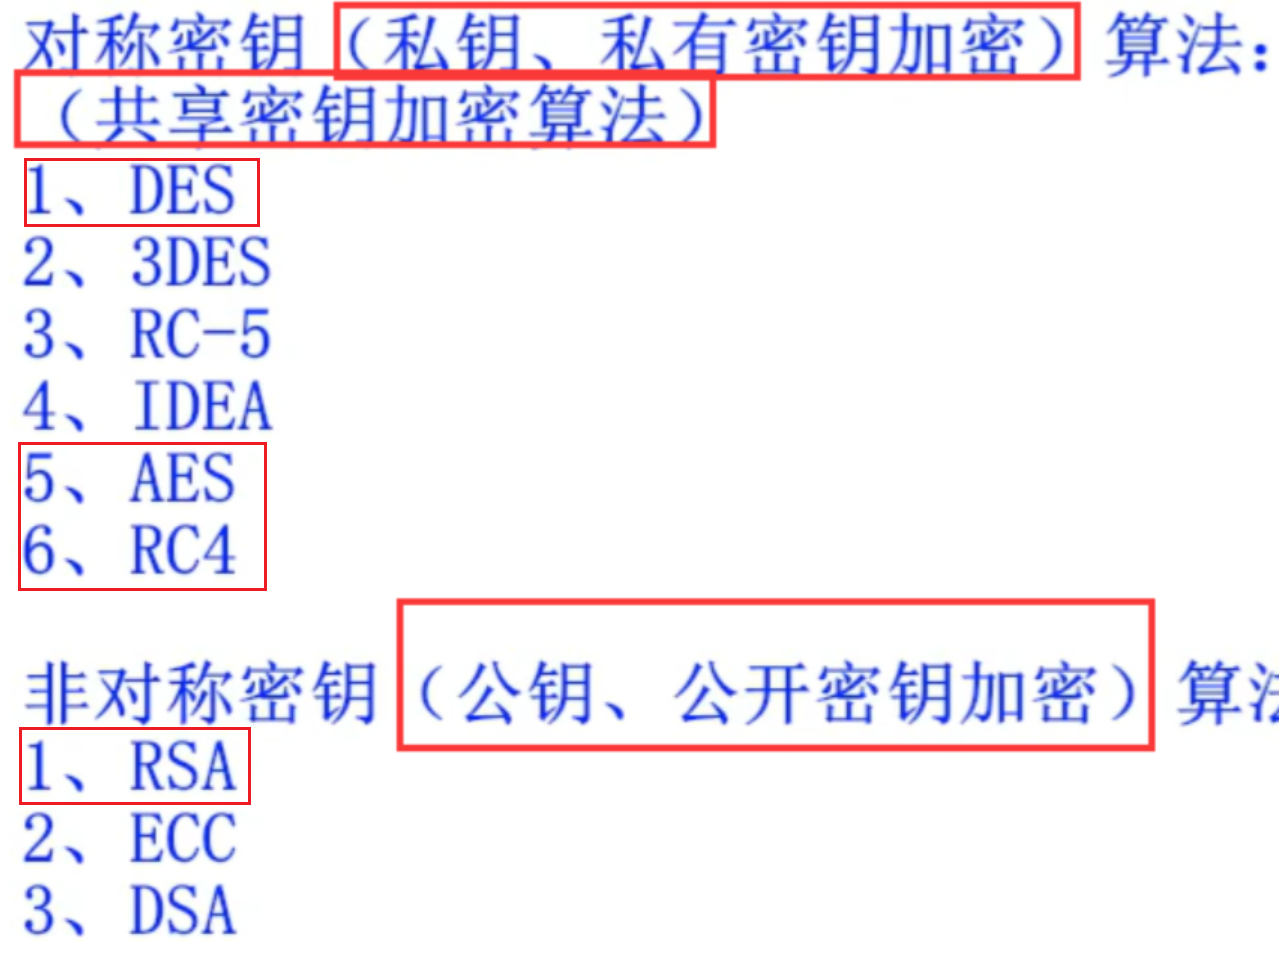 对称密钥（私钥、私有密钥加密）算法：
（共享密钥加密算法）
1、DES
2、3DES
3、RC-5
4、IDEA
5、AES
6、RC4
非对称密钥（公钥、公开密钥加密）算法
1、RSA
2、ECC
3、DSA